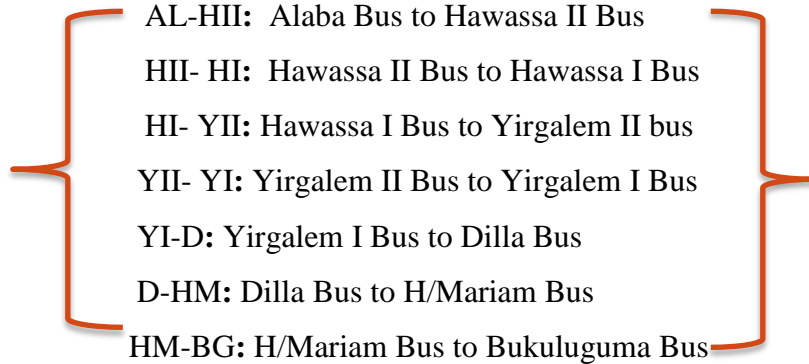 AL-HII: Alaba Bus to Hawassa II Bus
HII- HI: Hawassa II Bus to Hawassa I Bus
HI- YII: Hawassa I Bus to Yirgalem II bus
YII- YI: Yirgalem II Bus to Yirgalem I Bus
YI-D: Yirgalem I Bus to Dilla Bus
D-HM: Dilla Bus to H/Mariam Bus
HM-BG: H/Mariam Bus to Bukuluguma Bus